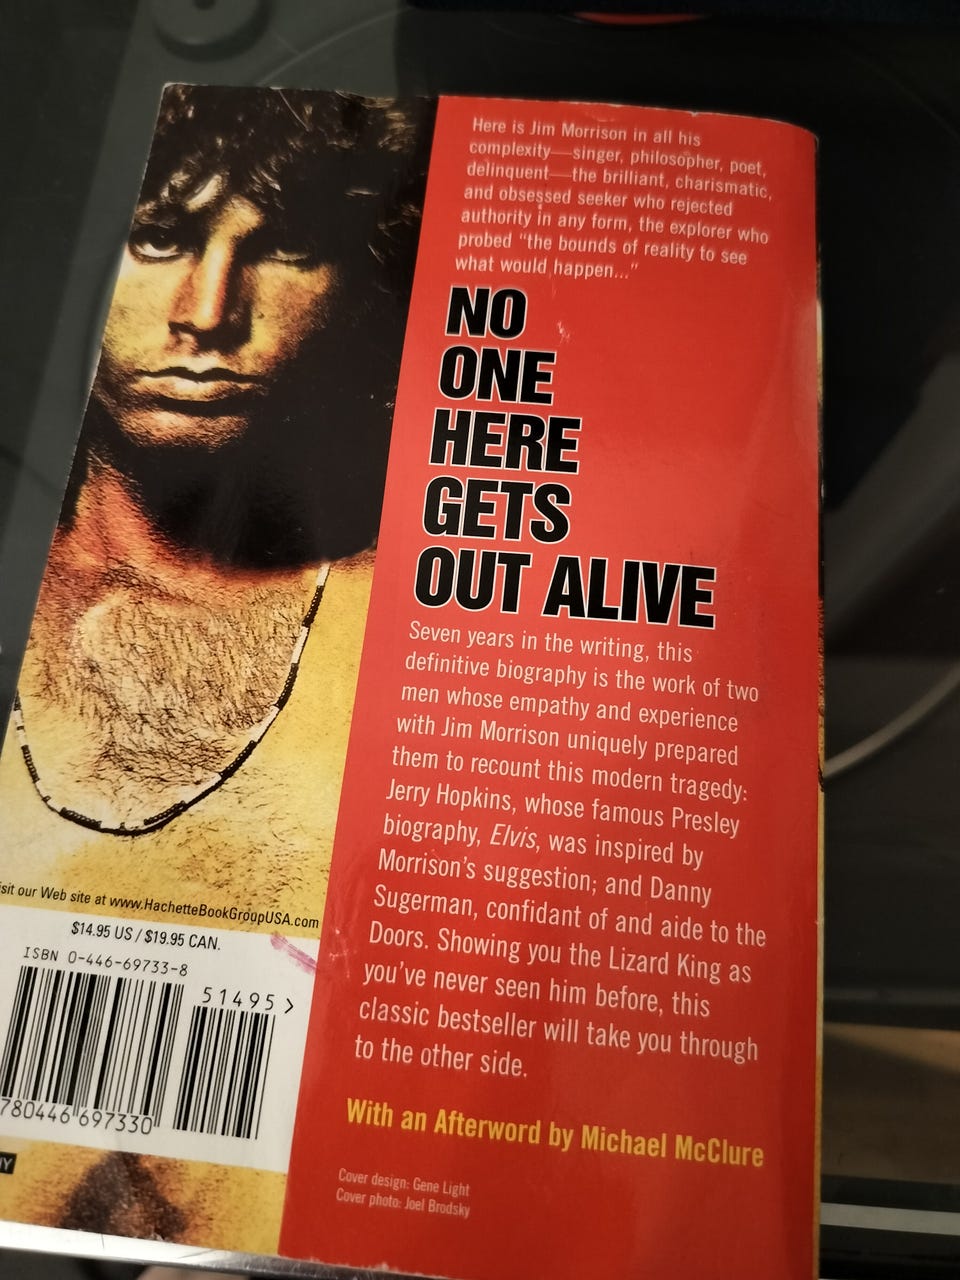 Here is Jim Morrison in all his
complexity—singer, philosopher, poet,
delinquent—the brilliant, charismatic,
and obsessed seeker who rejected
authority in any form, the explorer who
probed "the bounds of reality to see
what would happen..."
NO
ONE
HERE
GETS
OUT ALIVE
Seven years in the writing, this
definitive biography is the work of two
men whose empathy and experience
with Jim Morrison uniquely prepared
them to recount this modern tragedy:
Jerry Hopkins, whose famous Presley
biography, Elvis, was inspired by
Morrison's suggestion; and Danny
Sugerman, confidant of and aide to the
Doors. Showing you the Lizard King as
you've never seen him before, this
classic bestseller will take you through
to the other side.
With an Afterword by Michael McClure
Cover design: Gene Light
Cover photo: Joel Brodsky
isit our Web site at www.HachetteBookGroupUSA.com
$14.95 US / $19.95 CAN.
ISBN 0-446-69733-8
51495>
780446 697330